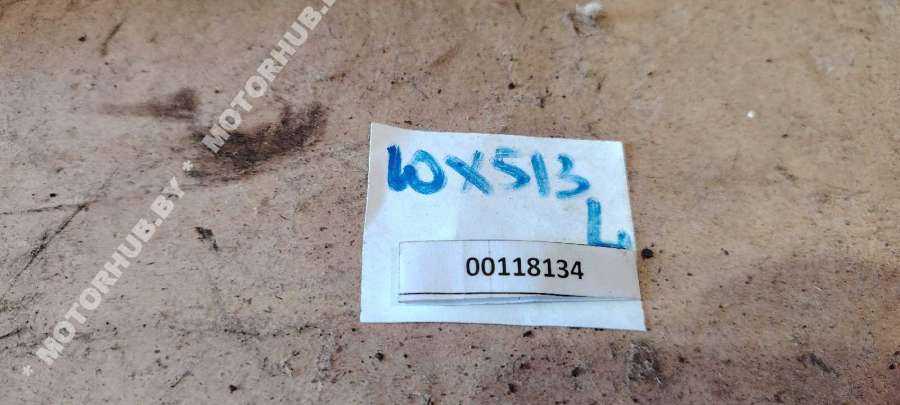 * MOTORHUB.BY * MOTORHUB.BY
10X513
L
00118134